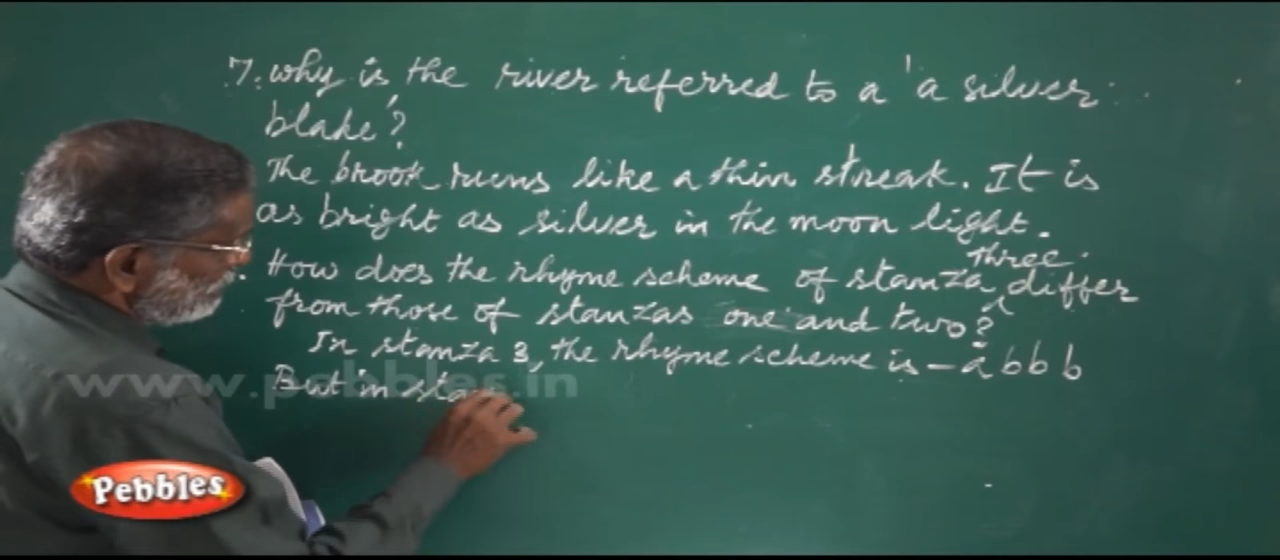 7. why is the river referred to a 'a silver
blake'?
The brook runs like a thin streak. It is
as bright as silver in the moon light.
. How does the rhyme scheme of stanza three differ
from those of stanzas one and two?
In stanza 3, the rhyme scheme is - a b b b
But in sta
www.pebbles.in
Pebbles